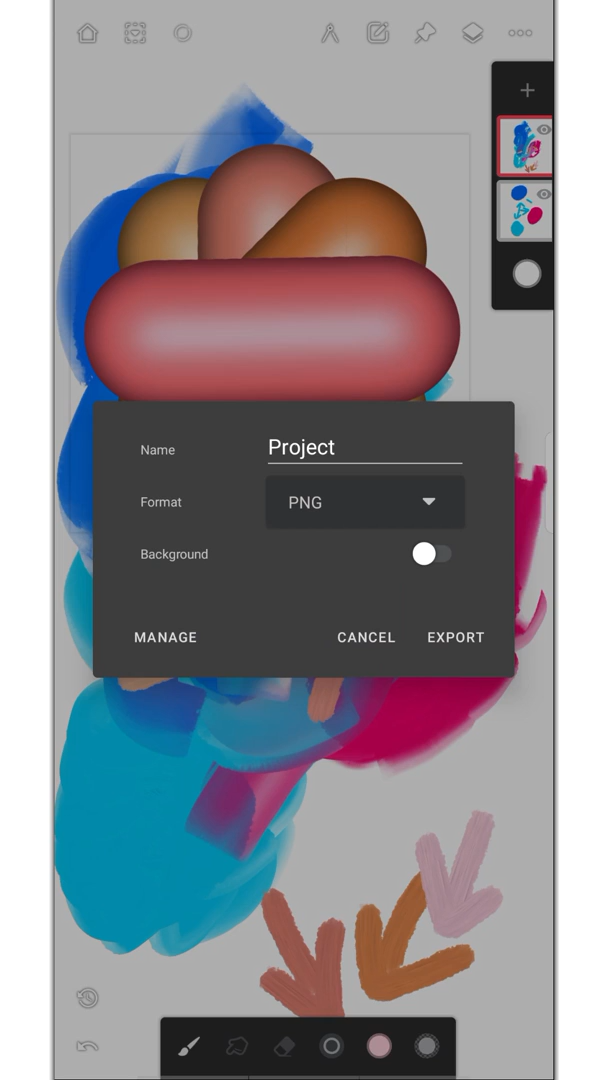 Name
Project
Format
PNG
Background
MANAGE
CANCEL
EXPORT